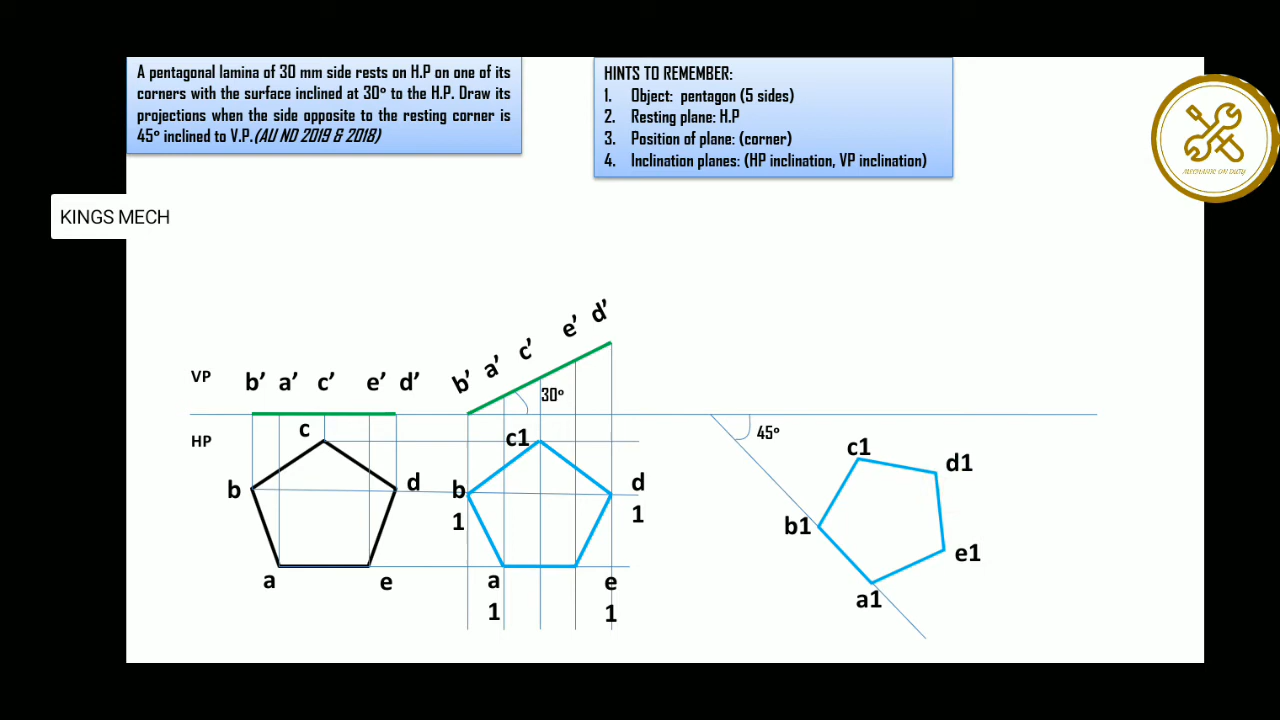 A pentagonal lamina of 30 mm side rests on H.P on one of its
corners with the surface inclined at 30° to the H.P. Draw its
projections when the side opposite to the resting corner is
45° inclined to V.P.(AU ND 2019 & 2018)
HINTS TO REMEMBER:
1. Object: pentagon (5 sides)
2. Resting plane: H.P
3. Position of plane: (corner)
4. Inclination planes: (HP inclination, VP inclination)
MECHANIC ON DUTY
KINGS MECH
VP
b’ a’ c’ e’ d’
b’ a’ c’ e’ d’
30°
HP
c
b
d
a
e
c1
b
1
d
1
a
1
e
1
45°
c1
d1
b1
e1
a1